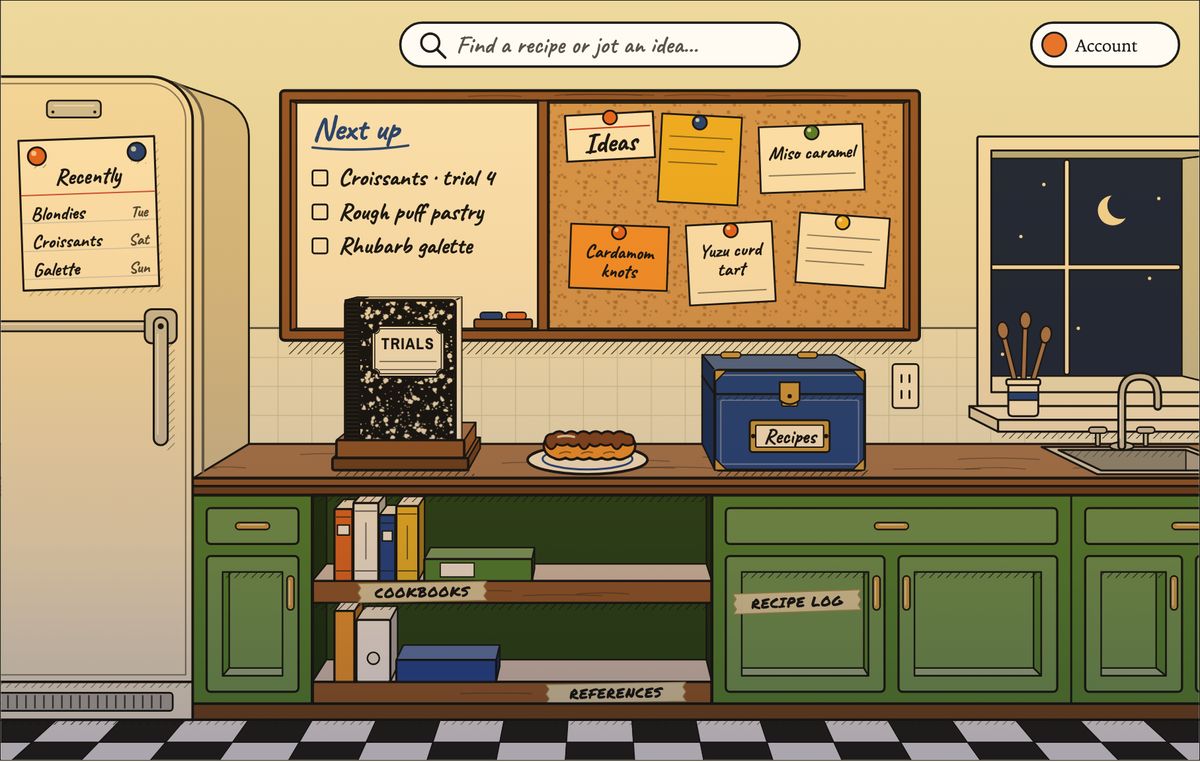 Find a recipe or jot an idea...
Account
Recently
Blondies Tue
Croissants Sat
Galette Sun
Next up
Croissants · trial 4
Rough puff pastry
Rhubarb galette
Ideas
Miso caramel
Cardamom
knots
Yuzu curd
tart
TRIALS
Recipes
COOKBOOKS
RECIPE LOG
REFERENCES